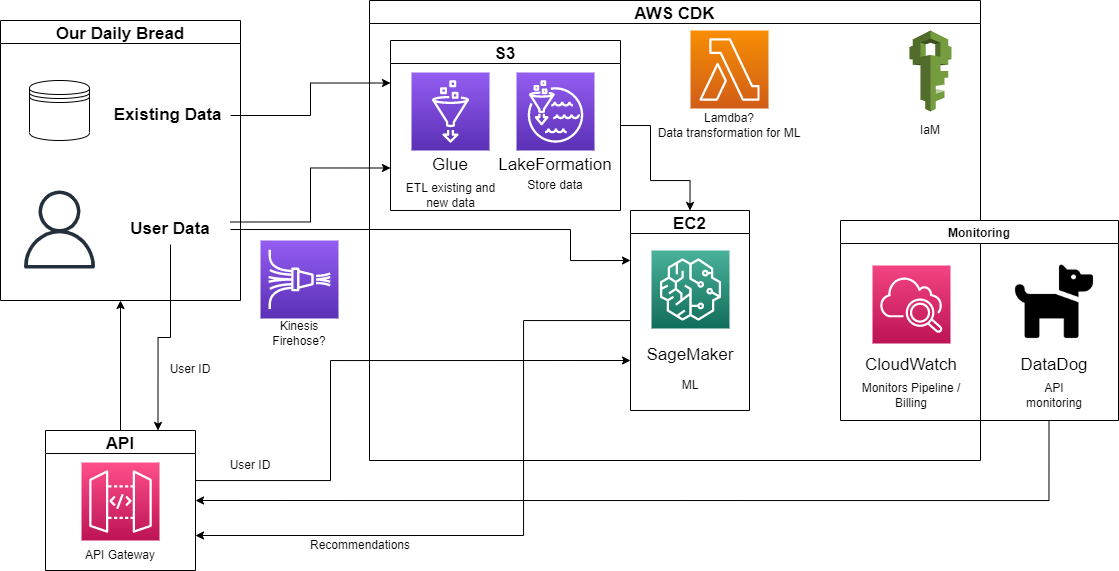 AWS CDK
Our Daily Bread
Existing Data
User Data
S3
Glue
ETL existing and
new data
LakeFormation
Store data
Lamdba?
Data transformation for ML
IaM
EC2
SageMaker
ML
Kinesis
Firehose?
Monitoring
CloudWatch
Monitors Pipeline /
Billing
DataDog
API
monitoring
User ID
API
API Gateway
User ID
Recommendations